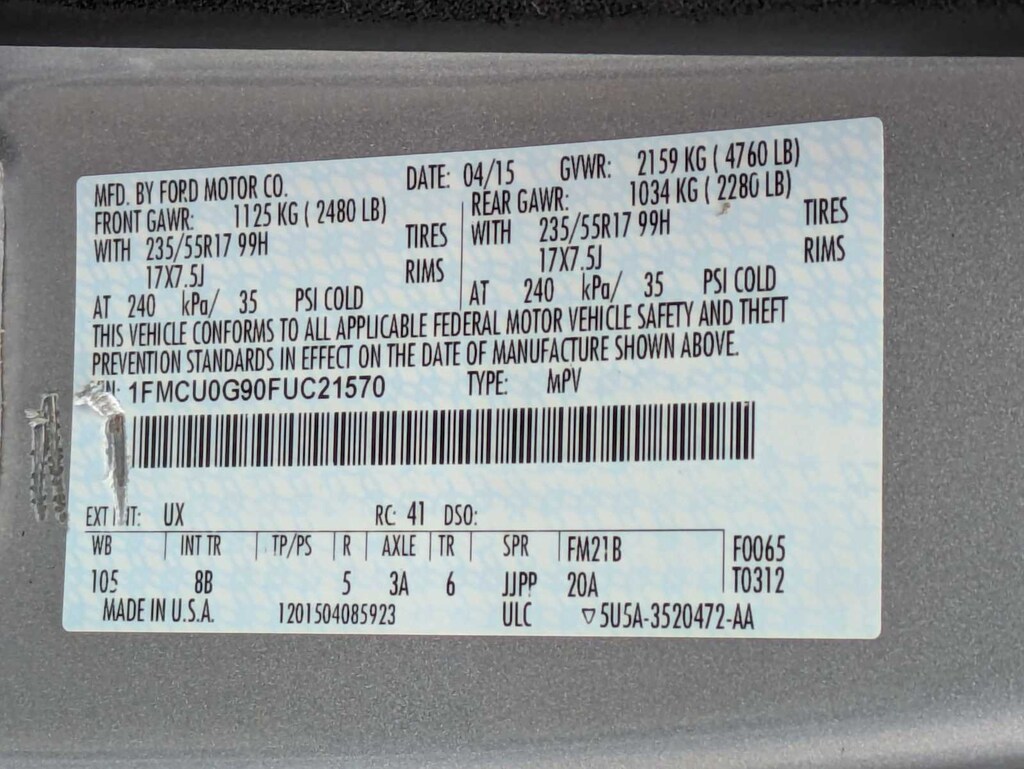 MFD. BY FORD MOTOR CO. DATE: 04/15 GVWR: 2159 KG ( 4760 LB)
FRONT GAWR: 1125 KG ( 2480 LB) REAR GAWR: 1034 KG ( 2280 LB)
WITH 235/55R17 99H TIRES WITH 235/55R17 99H TIRES
17X7.5J RIMS 17X7.5J RIMS
AT 240 kPa/ 35 PSI COLD AT 240 kPa/ 35 PSI COLD
THIS VEHICLE CONFORMS TO ALL APPLICABLE FEDERAL MOTOR VEHICLE SAFETY AND THEFT
PREVENTION STANDARDS IN EFFECT ON THE DATE OF MANUFACTURE SHOWN ABOVE.
1FMCU0G90FUC21570 TYPE: MPV
EXT UX RC: 41 DSO:
WB INT TR TP/PS R AXLE TR SPR FM21B F0065
105 8B 5 3A 6 JJPP 20A T0312
MADE IN U.S.A. 1201504085923 ULC ▽5U5A-3520472-AA